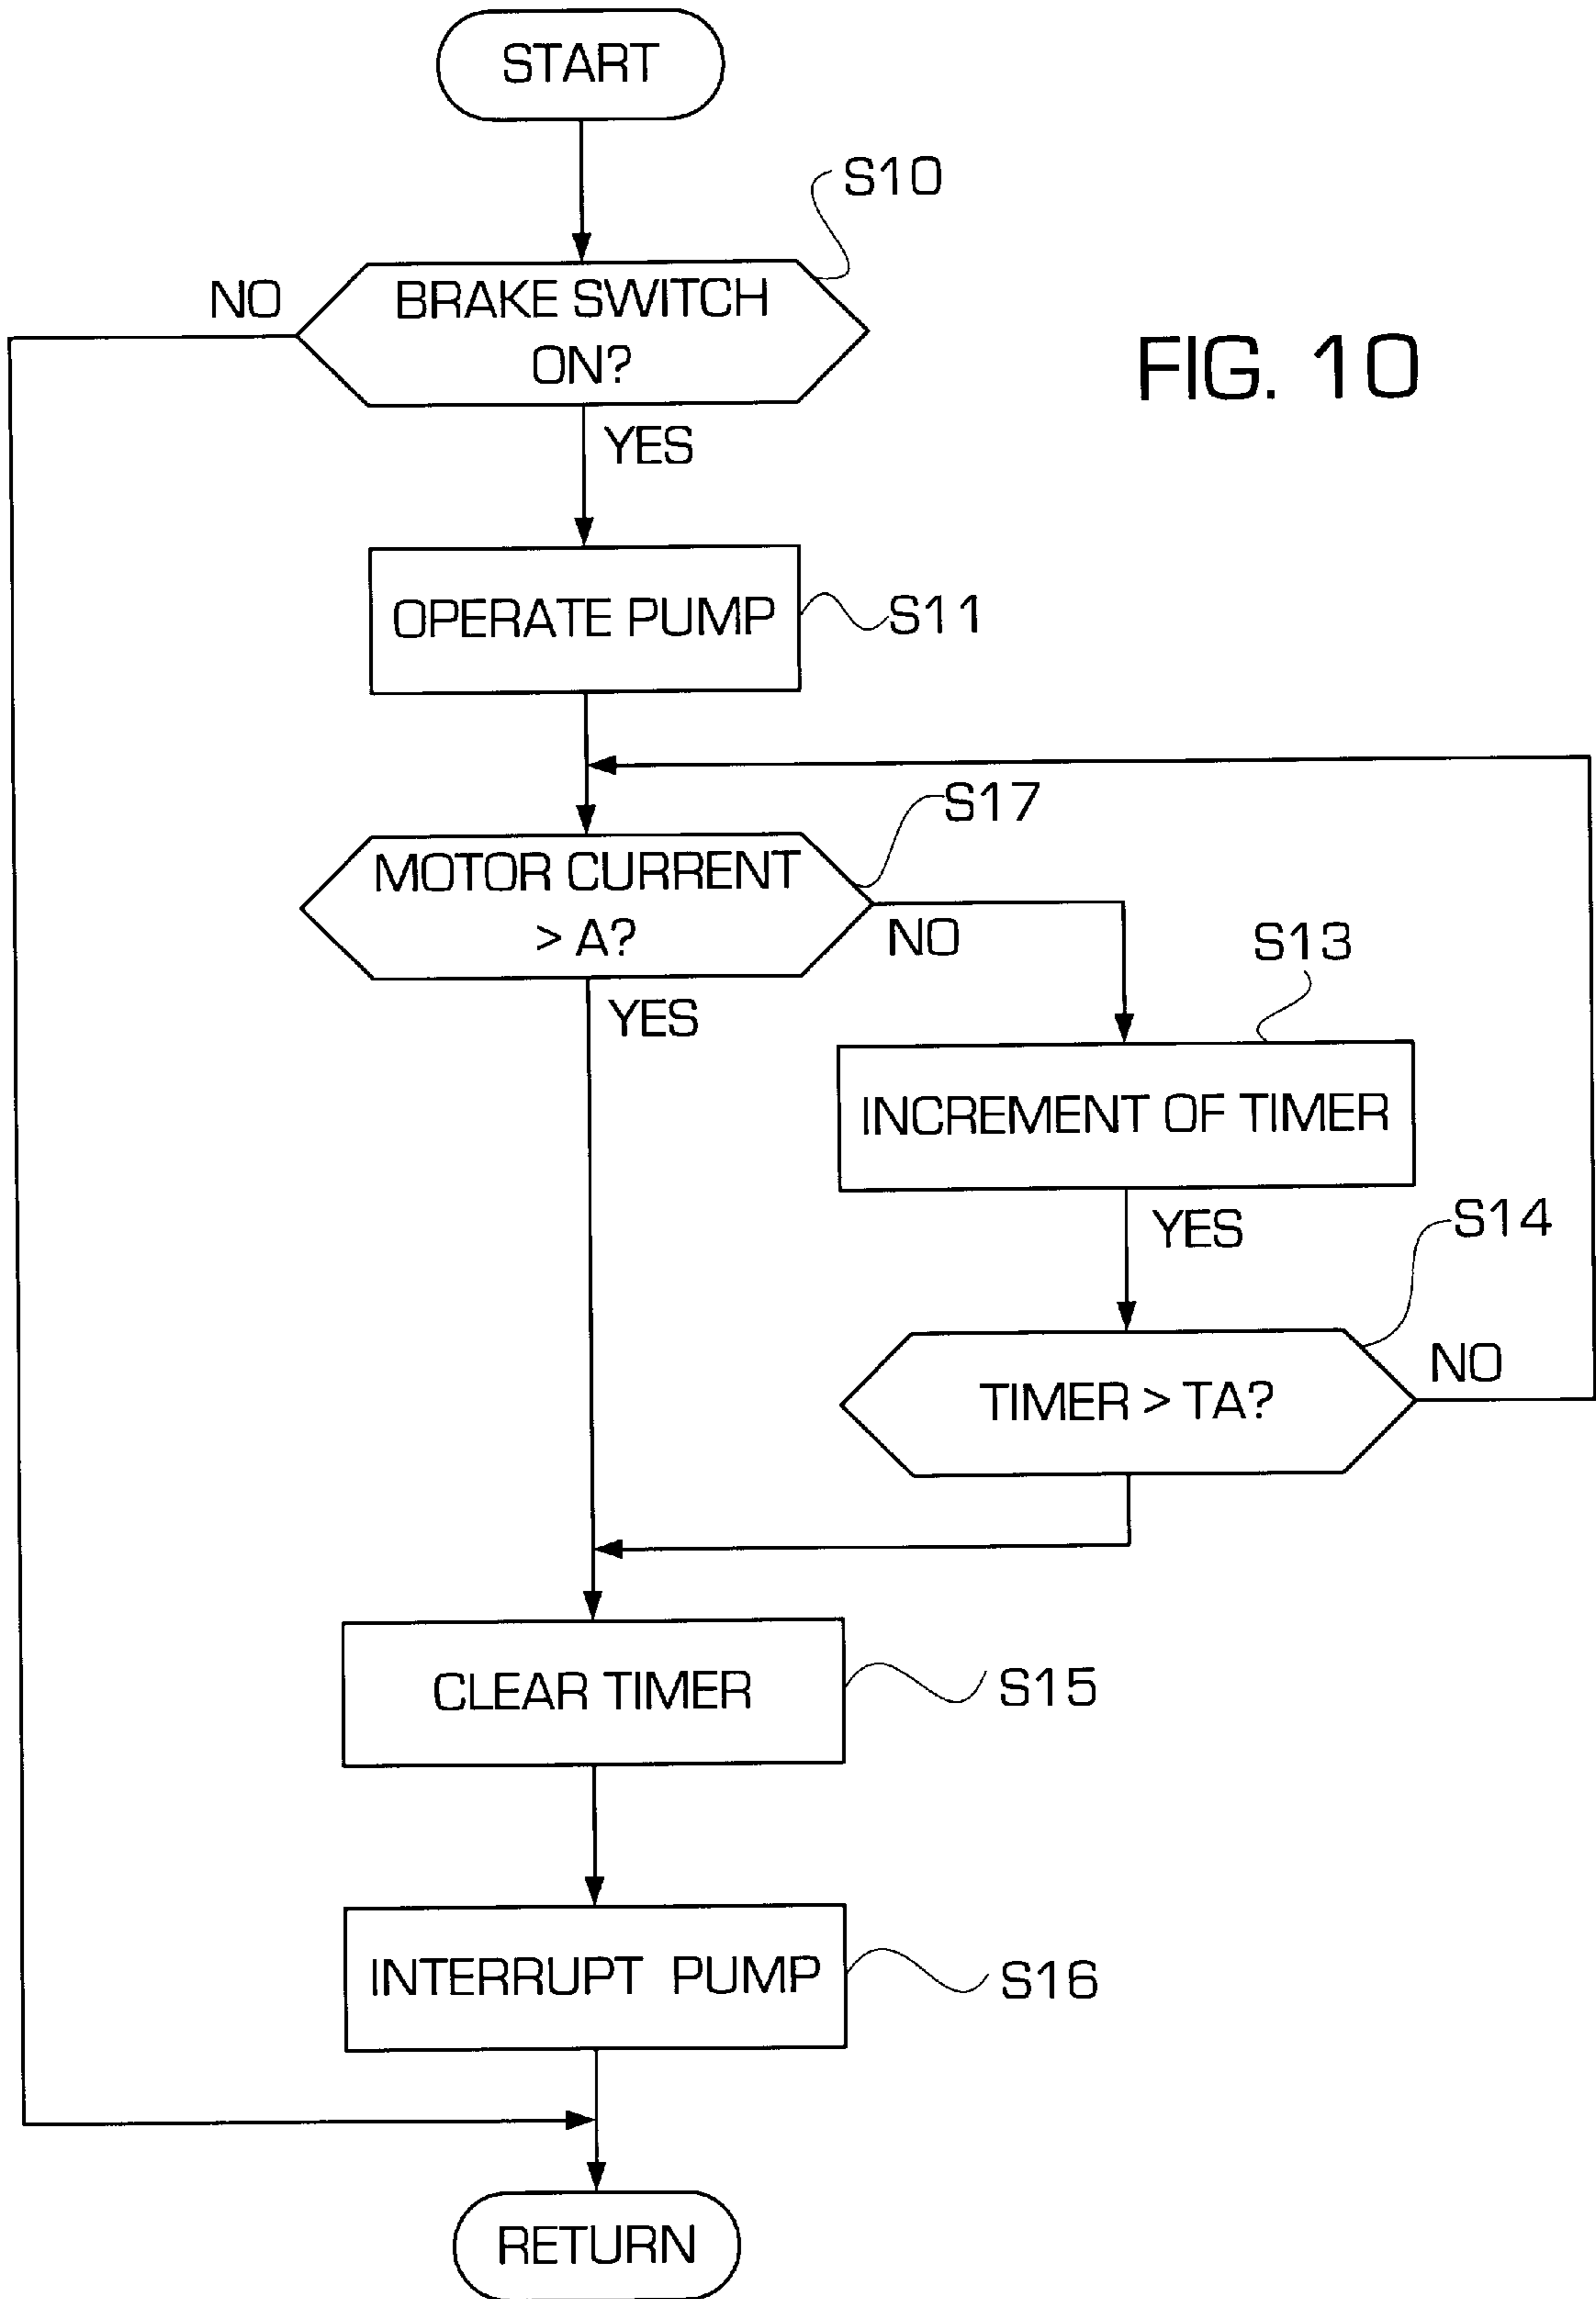 START
S10
NO
BRAKE SWITCH
ON?
FIG. 10
YES
OPERATE PUMP
S11
S17
MOTOR CURRENT
> A?
NO
S13
YES
INCREMENT OF TIMER
YES
S14
NO
TIMER > TA?
CLEAR TIMER
S15
INTERRUPT PUMP
S16
RETURN